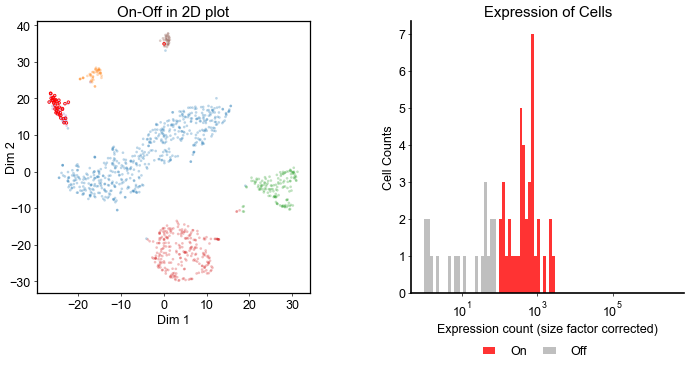 On-Off in 2D plot
Expression of Cells
40
30
20
10
0
−10
−20
−30
Dim 2
−20 −10 0 10 20 30
Dim 1
7
6
5
4
3
2
1
0
Cell Counts
10^1 10^3 10^5
Expression count (size factor corrected)
On Off